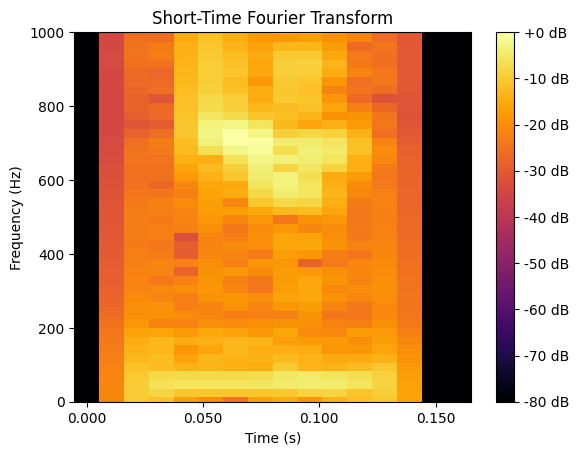 Short-Time Fourier Transform
1000
800
600
400
200
0
Frequency (Hz)
0.000
0.050
0.100
0.150
Time (s)
+0 dB
-10 dB
-20 dB
-30 dB
-40 dB
-50 dB
-60 dB
-70 dB
-80 dB